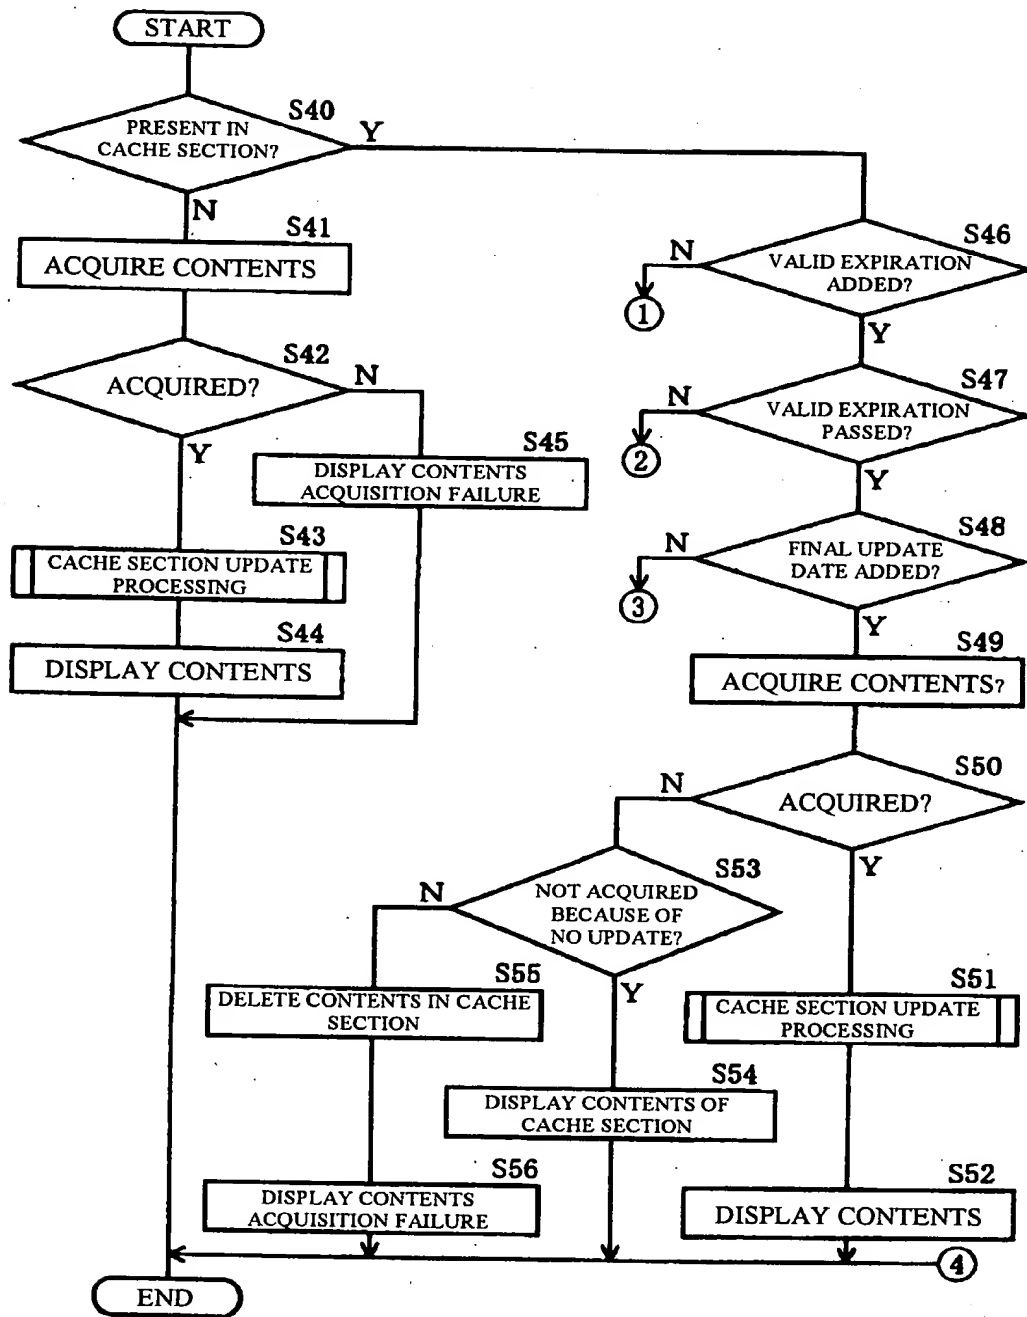 START
S40
PRESENT IN
CACHE SECTION?
Y
N
S41
ACQUIRE CONTENTS
S42
ACQUIRED?
N
Y
S45
DISPLAY CONTENTS
ACQUISITION FAILURE
S43
CACHE SECTION UPDATE
PROCESSING
S44
DISPLAY CONTENTS
S46
VALID EXPIRATION
ADDED?
N
1
Y
S47
VALID EXPIRATION
PASSED?
N
2
Y
S48
FINAL UPDATE
DATE ADDED?
N
3
Y
S49
ACQUIRE CONTENTS?
S50
ACQUIRED?
N
Y
S53
NOT ACQUIRED
BECAUSE OF
NO UPDATE?
N
Y
S55
DELETE CONTENTS IN CACHE
SECTION
S51
CACHE SECTION UPDATE
PROCESSING
S54
DISPLAY CONTENTS OF
CACHE SECTION
S56
DISPLAY CONTENTS
ACQUISITION FAILURE
S52
DISPLAY CONTENTS
4
END